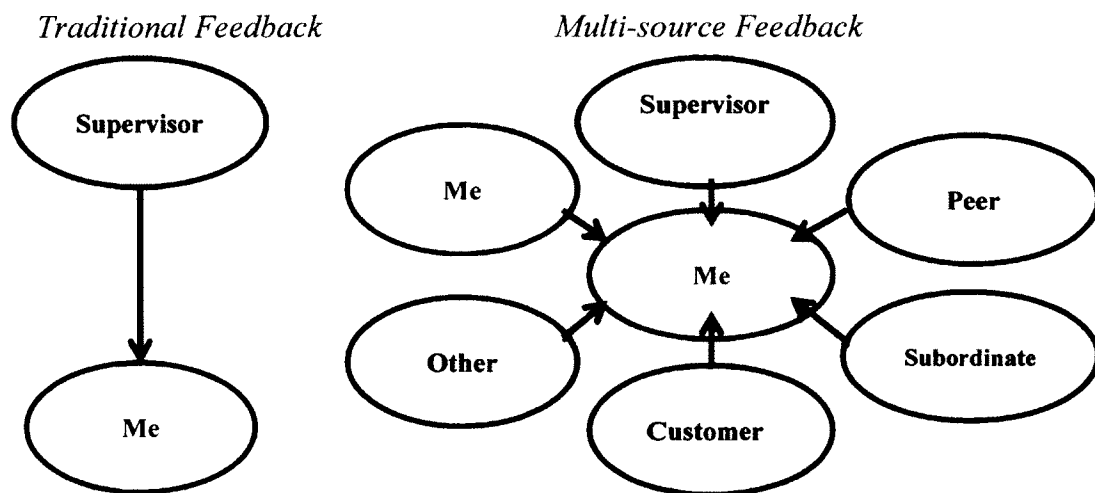 Traditional Feedback
Multi-source Feedback
Supervisor
Me
Supervisor
Me
Peer
Me
Other
Subordinate
Customer